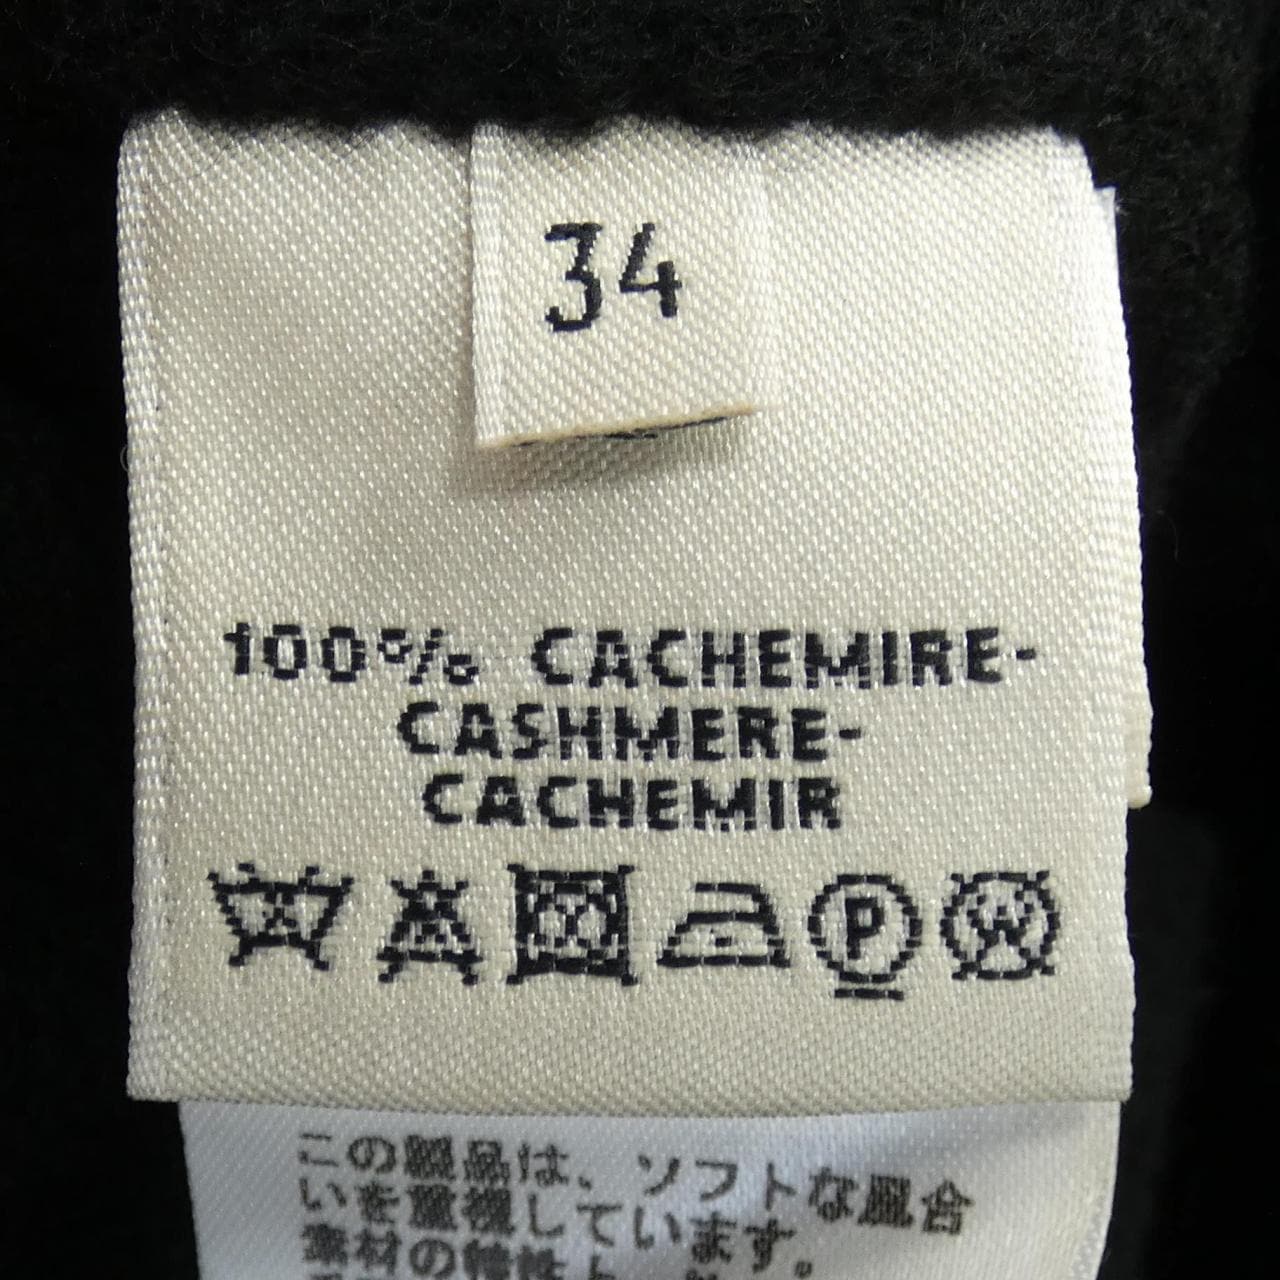 34
100% CACHEMIRE-
CASHMERE-
CACHEMIR
P
W
この製品は、ソフトな風合
いを重視しています。
素材の特性